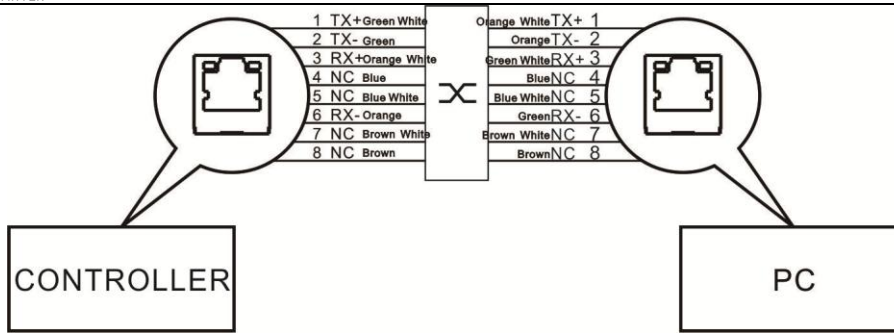 1 TX+ Green White
2 TX- Green
3 RX+ Orange White
4 NC Blue
5 NC Blue White
6 RX- Orange
7 NC Brown White
8 NC Brown
Orange White TX+ 1
Orange TX- 2
Green White RX+ 3
Blue NC 4
Blue White NC 5
Green RX- 6
Brown White NC 7
Brown NC 8
CONTROLLER
PC